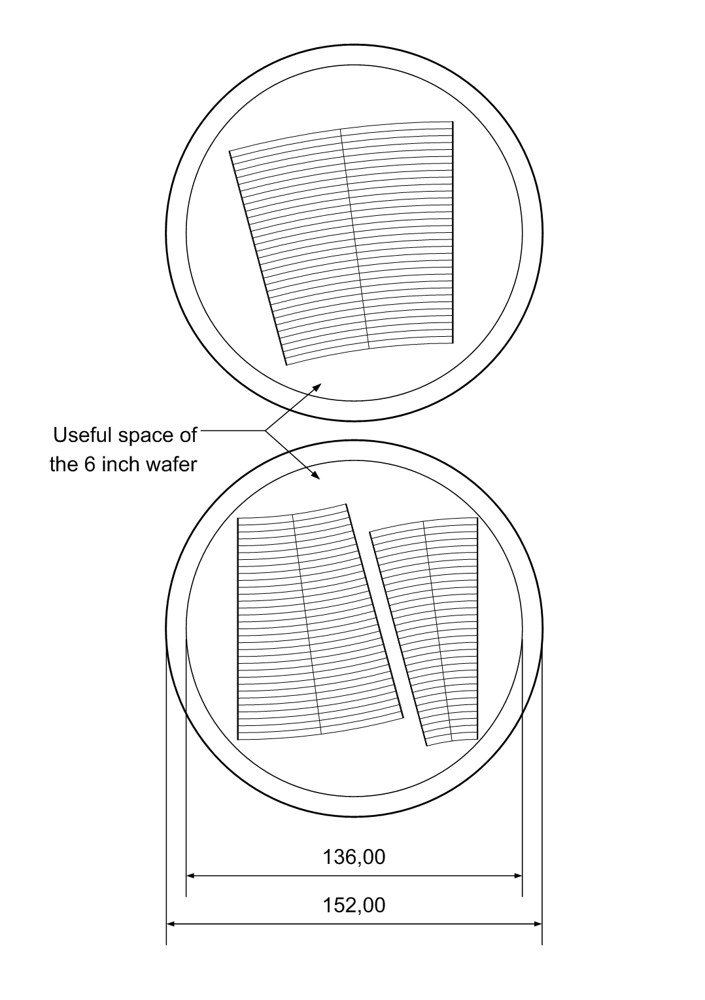 Useful space of
the 6 inch wafer
136,00
152,00